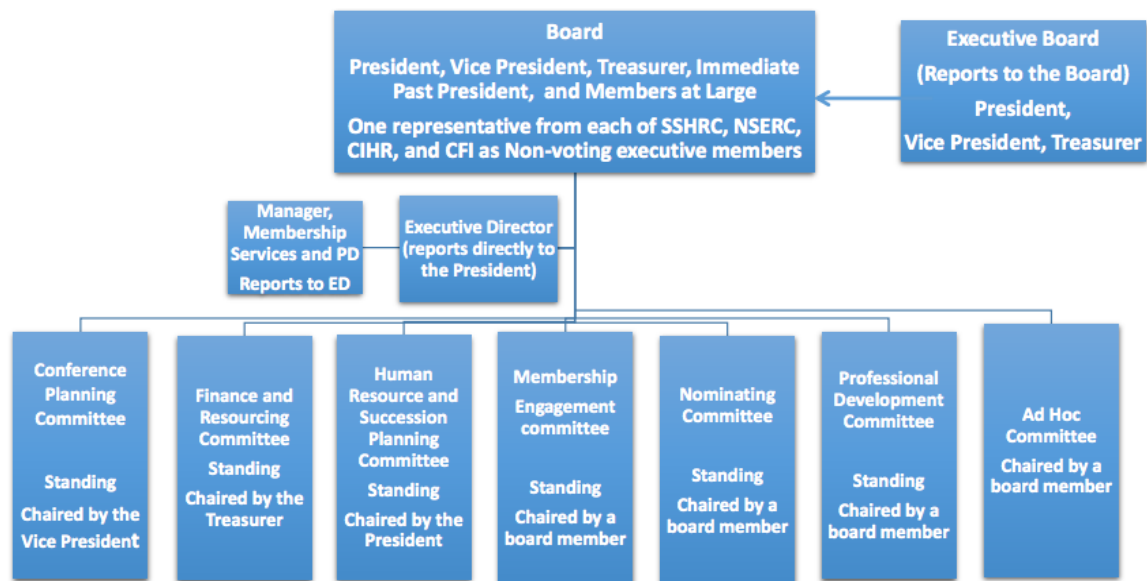 Board
President, Vice President, Treasurer, Immediate
Past President, and Members at Large
One representative from each of SSHRC, NSERC,
CIHR, and CFI as Non-voting executive members
Executive Board
(Reports to the Board)
President,
Vice President, Treasurer
Manager,
Membership
Services and PD
Reports to ED
Executive Director
(reports directly to
the President)
Conference
Planning
Committee
Standing
Chaired by the
Vice President
Finance and
Resourcing
Committee
Standing
Chaired by the
Treasurer
Human
Resource and
Succession
Planning
Committee
Standing
Chaired by the
President
Membership
Engagement
committee
Standing
Chaired by a
board member
Nominating
Committee
Standing
Chaired by a
board member
Professional
Development
Committee
Standing
Chaired by a
board member
Ad Hoc
Committee
Chaired by a
board member